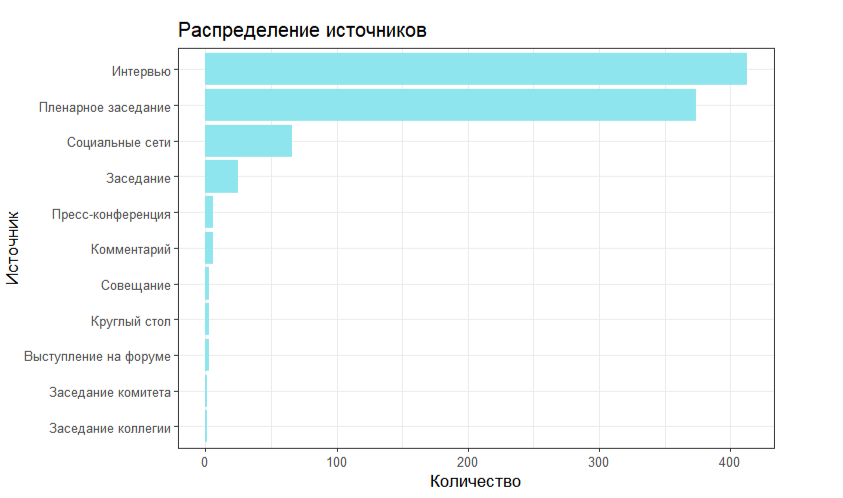 Распределение источников
Интервью
Пленарное заседание
Социальные сети
Заседание
Пресс-конференция
Комментарий
Совещание
Круглый стол
Выступление на форуме
Заседание комитета
Заседание коллегии
Источник
0 100 200 300 400
Количество